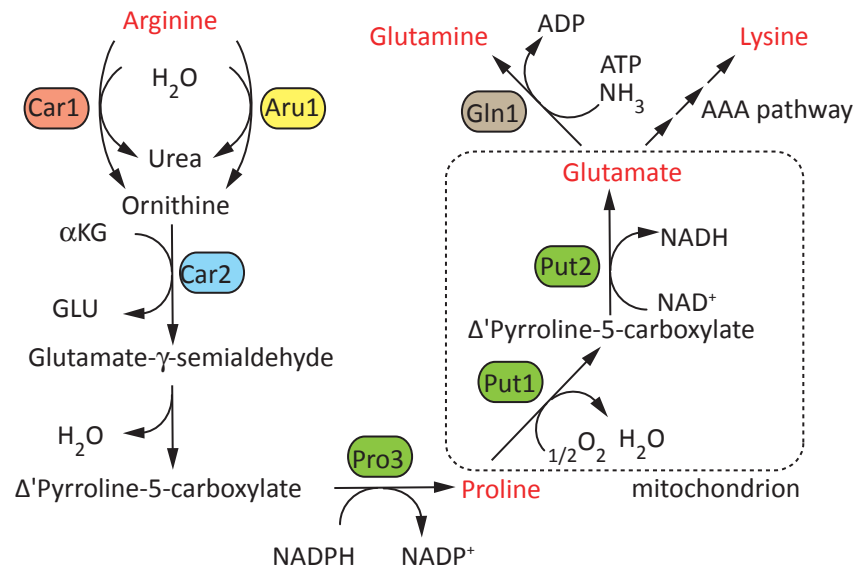 Arginine
H₂O
Car1
Aru1
Urea
Ornithine
αKG
Car2
GLU
Glutamate-γ-semialdehyde
H₂O
Δ'Pyrroline-5-carboxylate
Pro3
NADPH
NADP⁺
Proline
Glutamine
ADP
ATP
NH₃
Gln1
Lysine
AAA pathway
Glutamate
NADH
Put2
NAD⁺
Δ'Pyrroline-5-carboxylate
Put1
1/2O₂
H₂O
mitochondrion